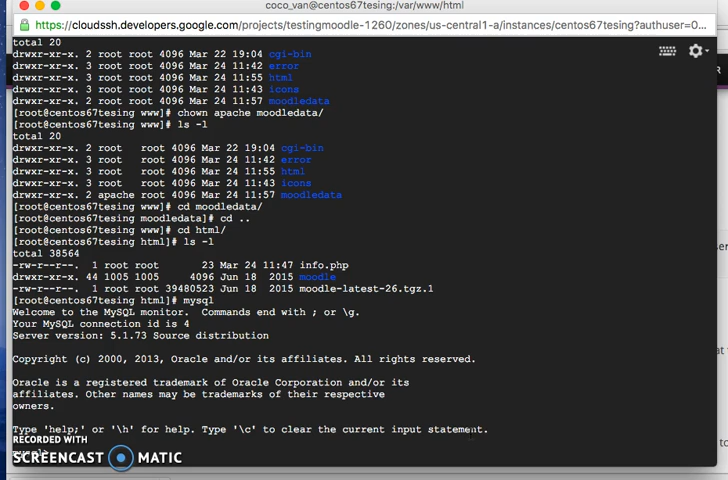 coco_van@centos67tesing:/var/www/html
https://cloudssh.developers.google.com/projects/testingmoodle-1260/zones/us-central1-a/instances/centos67tesing?authuser=0...
total 20
drwxr-xr-x. 2 root root 4096 Mar 22 19:04 cgi-bin
drwxr-xr-x. 3 root root 4096 Mar 24 11:42 error
drwxr-xr-x. 3 root root 4096 Mar 24 11:55 html
drwxr-xr-x. 3 root root 4096 Mar 24 11:43 icons
drwxr-xr-x. 2 root root 4096 Mar 24 11:57 moodledata
[root@centos67tesing www]# chown apache moodledata/
[root@centos67tesing www]# ls -l
total 20
drwxr-xr-x. 2 root   root 4096 Mar 22 19:04 cgi-bin
drwxr-xr-x. 3 root   root 4096 Mar 24 11:42 error
drwxr-xr-x. 3 root   root 4096 Mar 24 11:55 html
drwxr-xr-x. 3 root   root 4096 Mar 24 11:43 icons
drwxr-xr-x. 2 apache root 4096 Mar 24 11:57 moodledata
[root@centos67tesing www]# cd moodledata/
[root@centos67tesing moodledata]# cd ..
[root@centos67tesing www]# cd html/
[root@centos67tesing html]# ls -l
total 38564
-rw-r--r--.  1 root root       23 Mar 24 11:47 info.php
drwxr-xr-x. 44 1005 1005     4096 Jun 18  2015 moodle
-rw-r--r--.  1 root root 39480523 Jun 18  2015 moodle-latest-26.tgz.1
[root@centos67tesing html]# mysql
Welcome to the MySQL monitor.  Commands end with ; or \g.
Your MySQL connection id is 4
Server version: 5.1.73 Source distribution
Copyright (c) 2000, 2013, Oracle and/or its affiliates. All rights reserved.
Oracle is a registered trademark of Oracle Corporation and/or its
affiliates. Other names may be trademarks of their respective
owners.
Type 'help;' or '\h' for help. Type '\c' to clear the current input statement.
RECORDED WITH
SCREENCAST MATIC